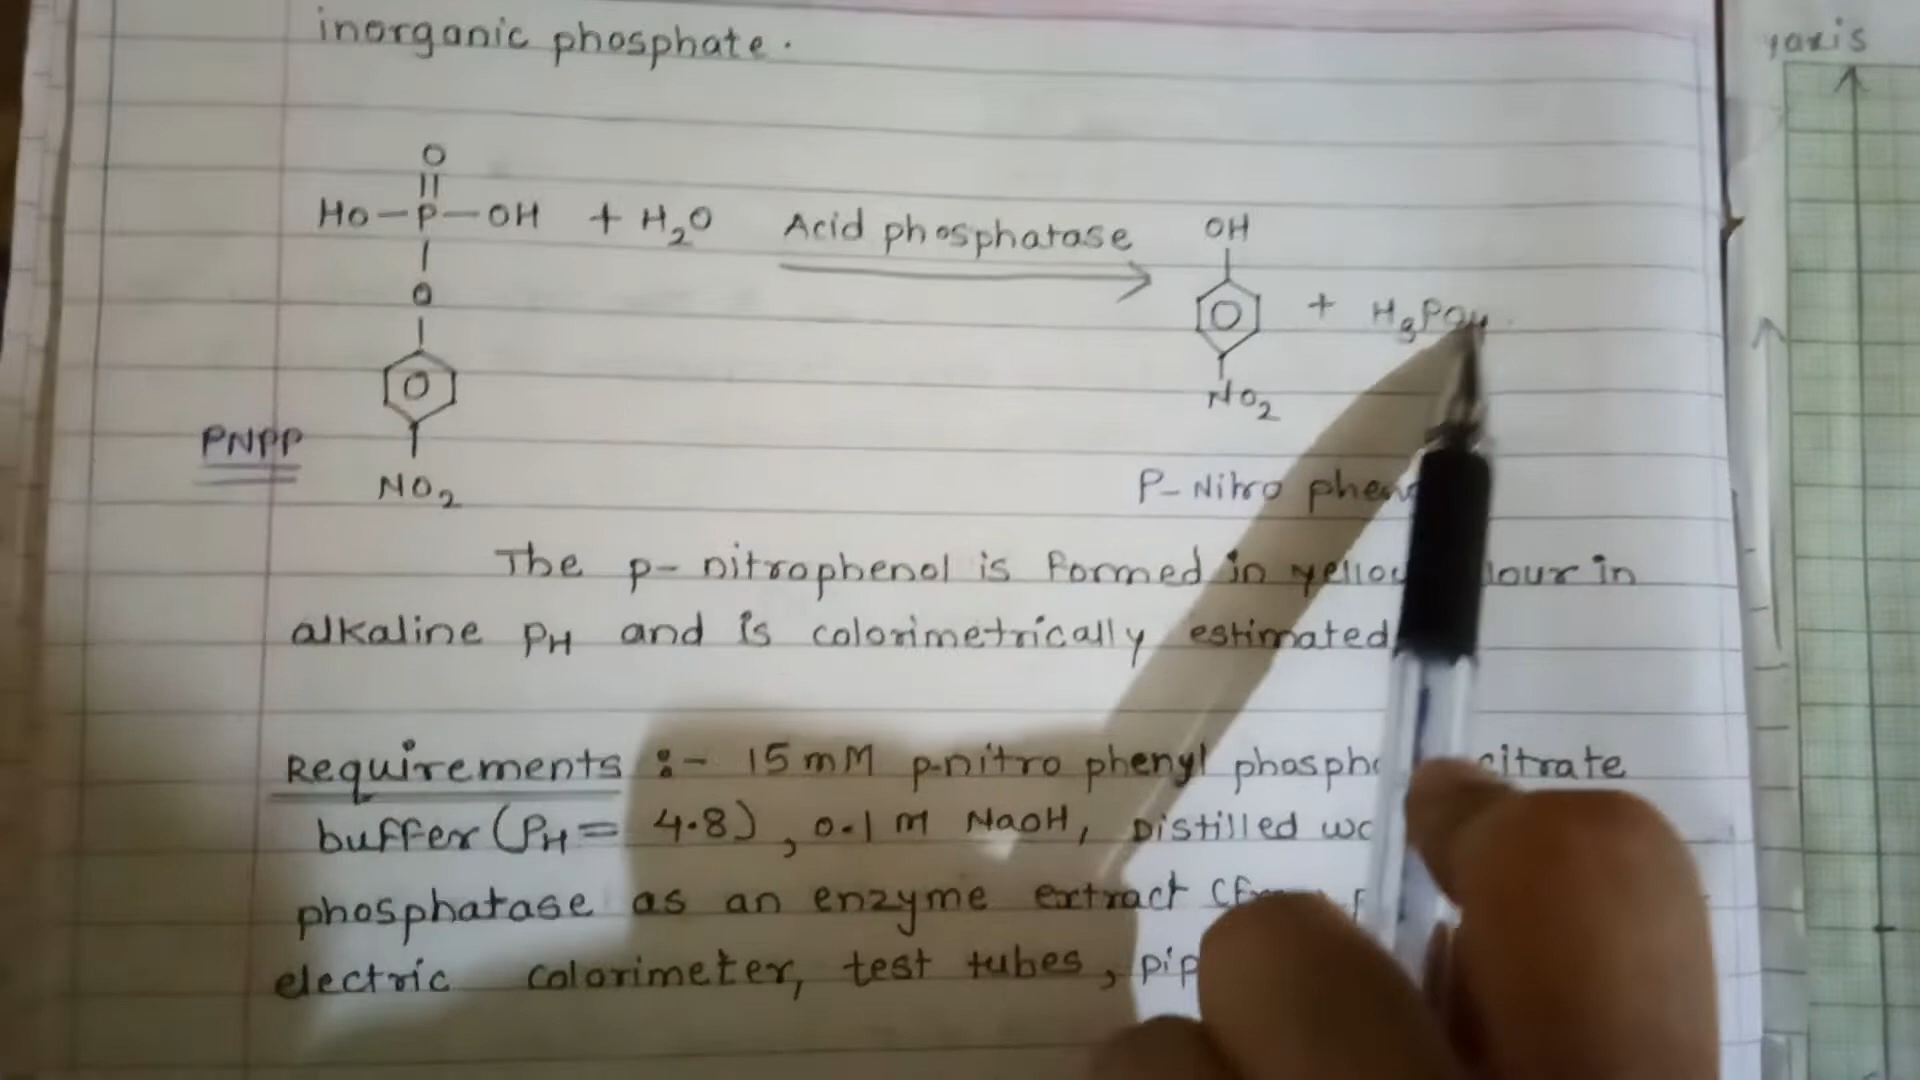 inorganic phosphate.
O
Ho-P-OH + H2O Acid phosphatase
O
NO2
PNPP
OH
+ H3PO4
NO2
P-Nitro
The p-nitrophenol is formed in in
alkaline PH and is colorimetrically estimated
Requirements :- 15 mM p-nitro phenyl citrate
buffer (PH = 4.8), 0.1 M NaOH, Distilled
phosphatase as an enzyme extract
electric colorimeter, test tubes,
yaxis